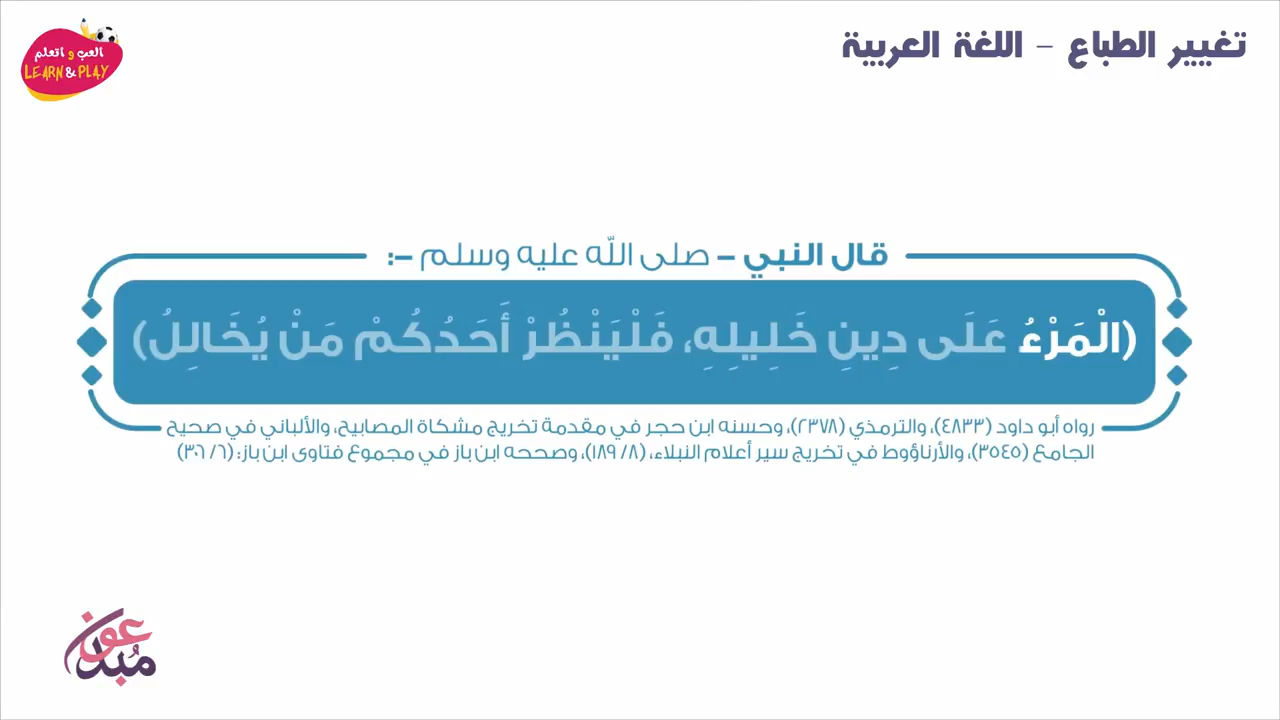 تغيير الطباع - اللغة العربية
العب و اتعلم
LEARN & PLAY
قال النبي – صلى الله عليه وسلم –:
(الْمَرْءُ عَلَى دِينِ خَلِيلِهِ، فَلْيَنْظُرْ أَحَدُكُمْ مَنْ يُخَالِلُ)
رواه أبو داود (٤٨٣٣)، والترمذي (٢٣٧٨)، وحسنه ابن حجر في مقدمة تخريج مشكاة المصابيح، والألباني في صحيح
الجامع (٣٥٤٥)، والأرناؤوط في تخريج سير أعلام النبلاء، (٨/ ١٨٩)، وصححه ابن باز في مجموع فتاوى ابن باز: (٦/ ٣٠٦)
مُبدعون